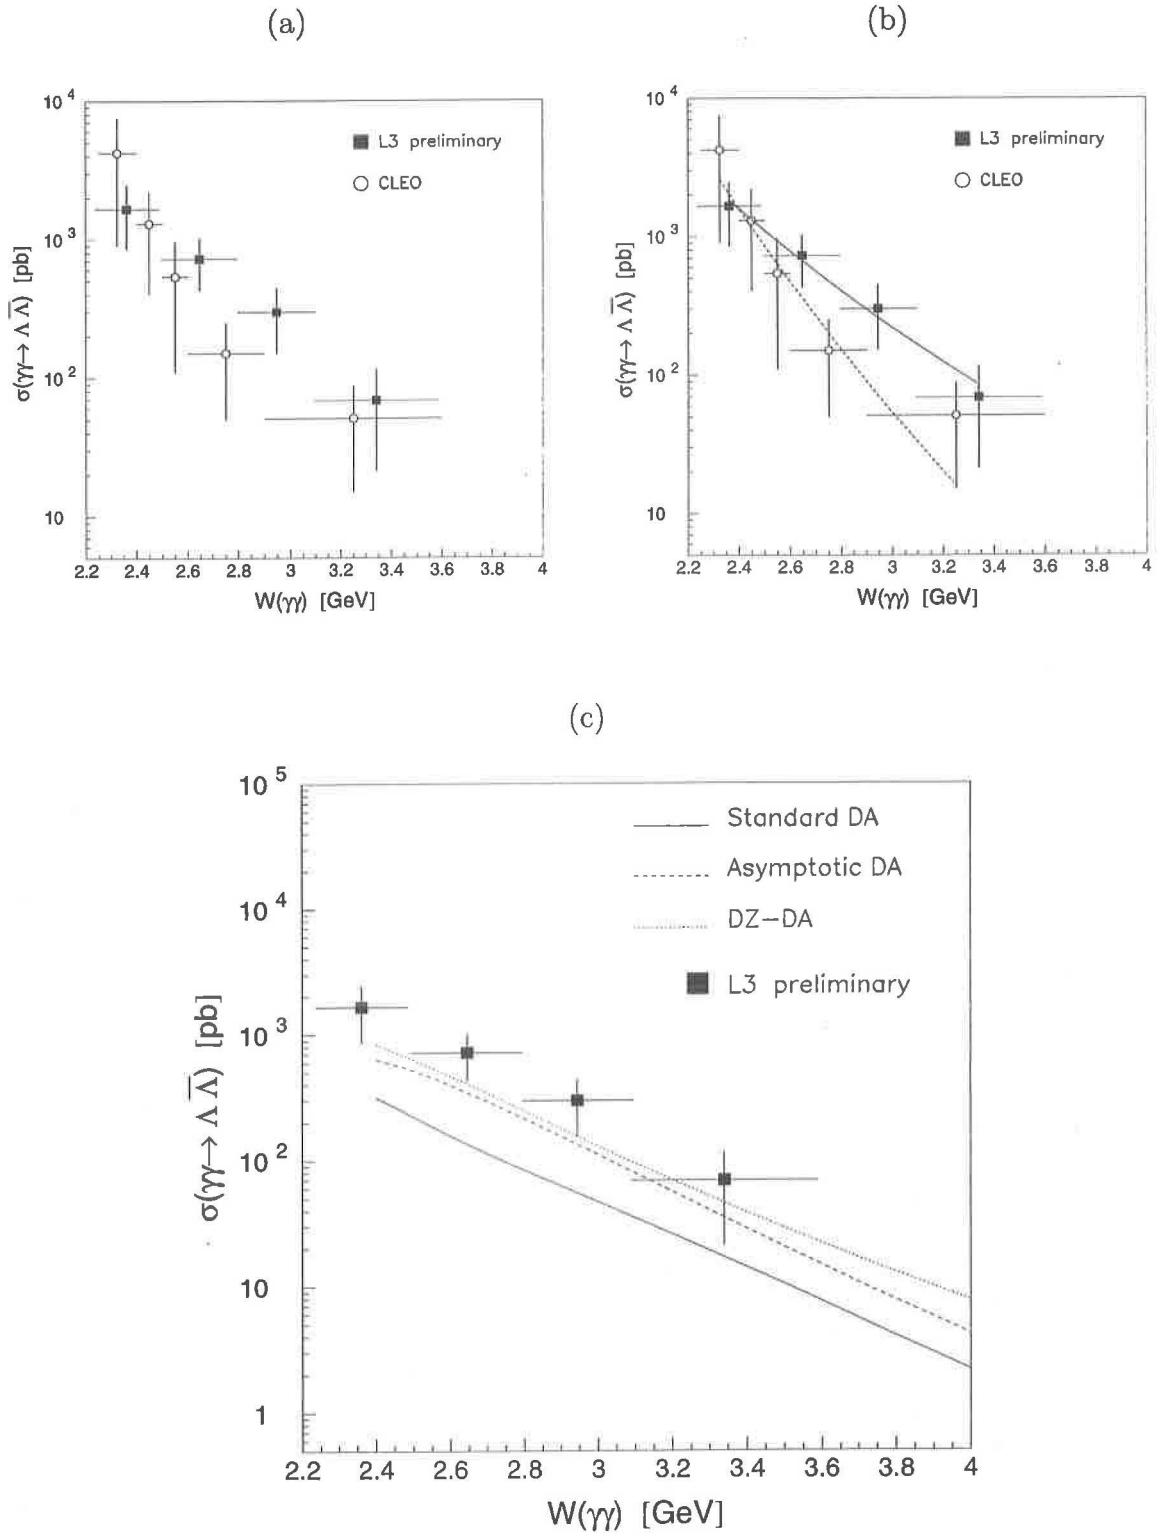 (a)
10^4
10^3
10^2
10
σ(γγ→ Λ Λ̅) [pb]
L3 preliminary
CLEO
2.2 2.4 2.6 2.8 3 3.2 3.4 3.6 3.8 4
W(γγ) [GeV]
(b)
10^4
10^3
10^2
10
σ(γγ→ Λ Λ̅) [pb]
L3 preliminary
CLEO
2.2 2.4 2.6 2.8 3 3.2 3.4 3.6 3.8 4
W(γγ) [GeV]
(c)
10^5
10^4
10^3
10^2
10
1
σ(γγ→ Λ Λ̅) [pb]
Standard DA
Asymptotic DA
DZ–DA
L3 preliminary
2.2 2.4 2.6 2.8 3 3.2 3.4 3.6 3.8 4
W(γγ) [GeV]